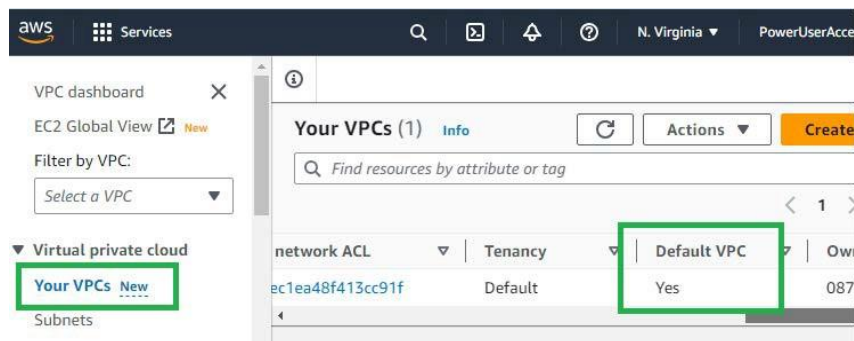 aws Services N. Virginia ▼ PowerUserAcce
VPC dashboard
EC2 Global View New
Filter by VPC:
Select a VPC
Virtual private cloud
Your VPCs New
Subnets
Your VPCs (1) Info Actions ▼ Create
Find resources by attribute or tag
< 1 >
network ACL Tenancy Default VPC Own
ec1ea48f413cc91f Default Yes 087